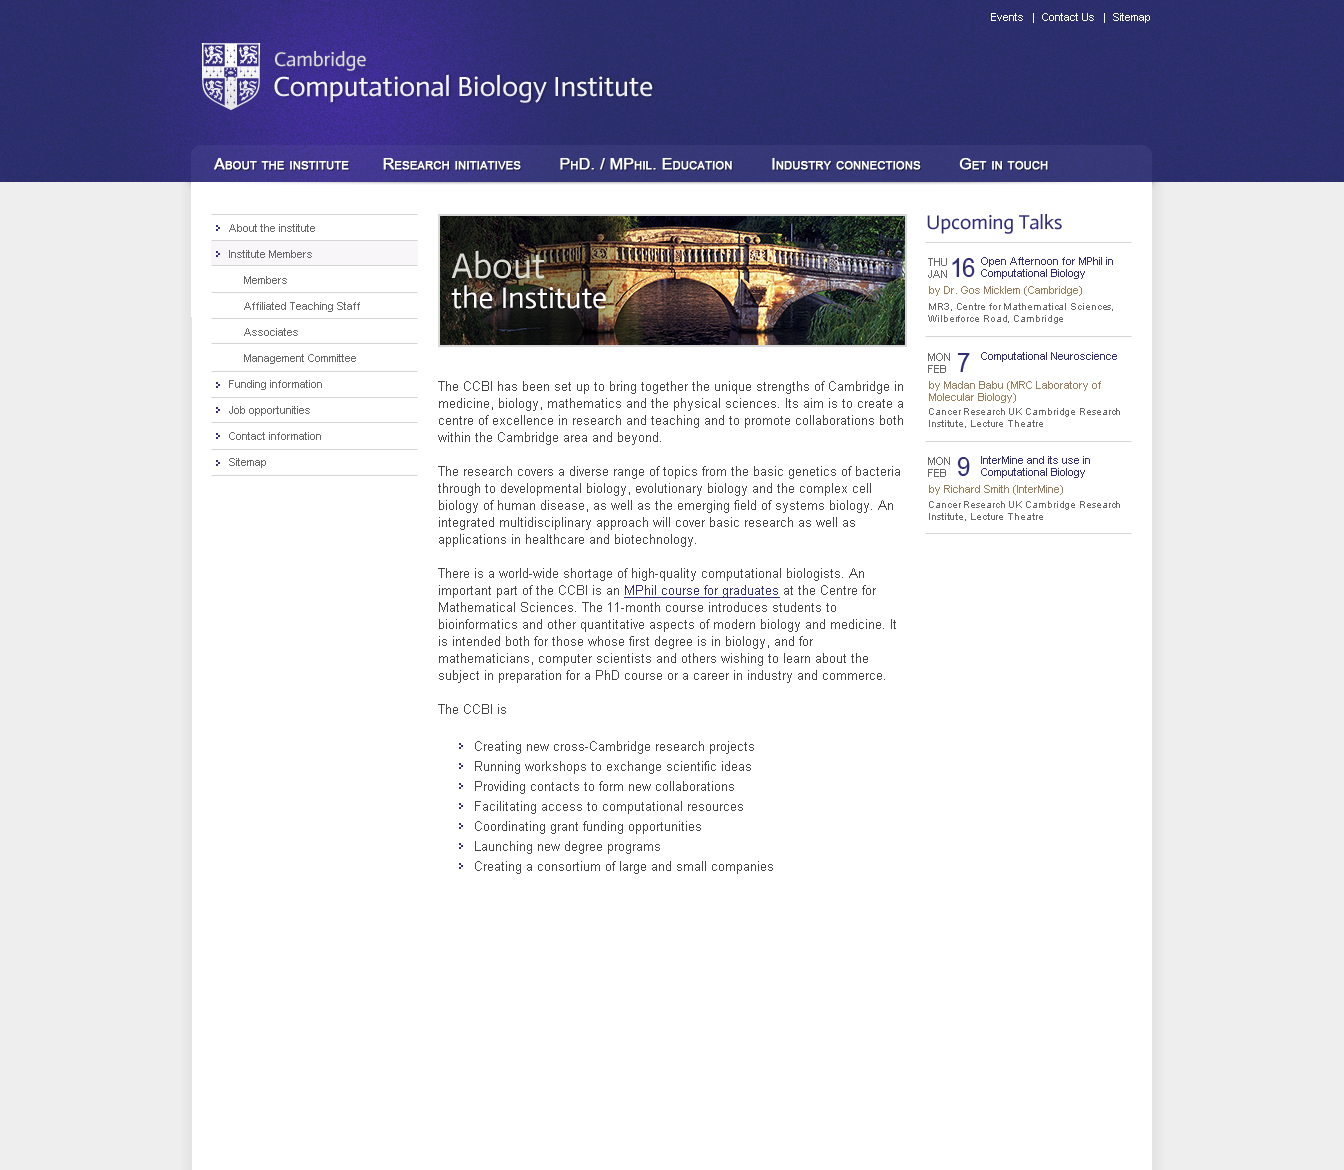 Events | Contact Us | Sitemap
Cambridge
Computational Biology Institute
About the institute
Research initiatives
PhD. / MPhil. Education
Industry connections
Get in touch
About the institute
Institute Members
Members
Affiliated Teaching Staff
Associates
Management Committee
Funding information
Job opportunities
Contact information
Sitemap
About
the Institute
The CCBI has been set up to bring together the unique strengths of Cambridge in
medicine, biology, mathematics and the physical sciences. Its aim is to create a
centre of excellence in research and teaching and to promote collaborations both
within the Cambridge area and beyond.
The research covers a diverse range of topics from the basic genetics of bacteria
through to developmental biology, evolutionary biology and the complex cell
biology of human disease, as well as the emerging field of systems biology. An
integrated multidisciplinary approach will cover basic research as well as
applications in healthcare and biotechnology.
There is a world-wide shortage of high-quality computational biologists. An
important part of the CCBI is an MPhil course for graduates at the Centre for
Mathematical Sciences. The 11-month course introduces students to
bioinformatics and other quantitative aspects of modern biology and medicine. It
is intended both for those whose first degree is in biology, and for
mathematicians, computer scientists and others wishing to learn about the
subject in preparation for a PhD course or a career in industry and commerce.
The CCBI is
Creating new cross-Cambridge research projects
Running workshops to exchange scientific ideas
Providing contacts to form new collaborations
Facilitating access to computational resources
Coordinating grant funding opportunities
Launching new degree programs
Creating a consortium of large and small companies
Upcoming Talks
THU JAN 16
Open Afternoon for MPhil in
Computational Biology
by Dr. Gos Micklem (Cambridge)
MR3, Centre for Mathematical Sciences,
Wilberforce Road, Cambridge
MON FEB 7
Computational Neuroscience
by Madan Babu (MRC Laboratory of
Molecular Biology)
Cancer Research UK Cambridge Research
Institute, Lecture Theatre
MON FEB 9
InterMine and its use in
Computational Biology
by Richard Smith (InterMine)
Cancer Research UK Cambridge Research
Institute, Lecture Theatre